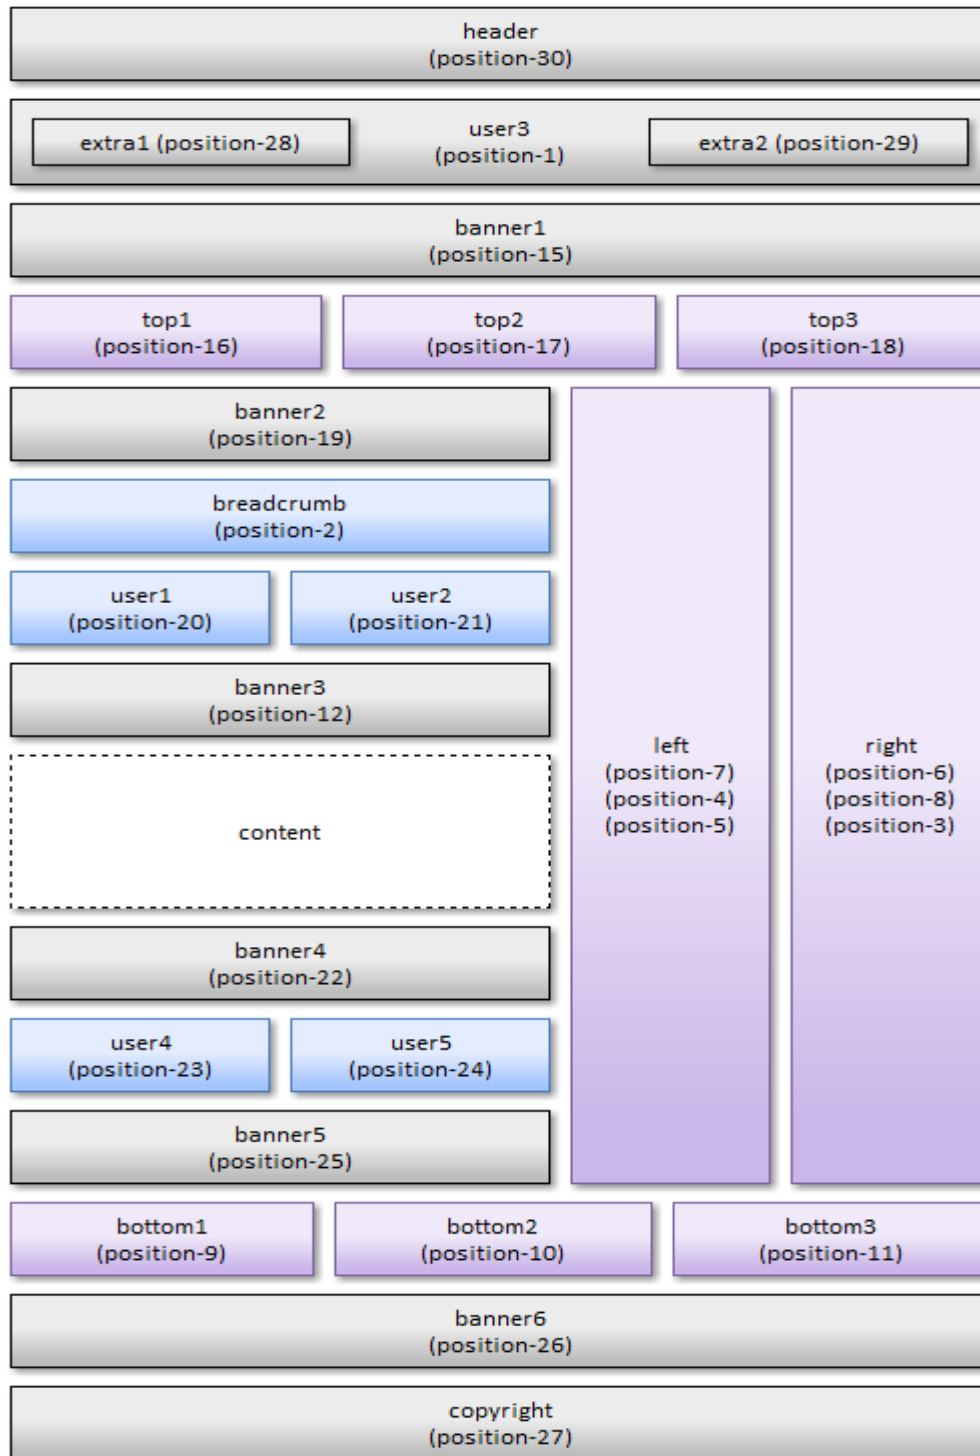 header
(position-30)
extra1 (position-28)
user3
(position-1)
extra2 (position-29)
banner1
(position-15)
top1
(position-16)
top2
(position-17)
top3
(position-18)
banner2
(position-19)
breadcrumb
(position-2)
user1
(position-20)
user2
(position-21)
banner3
(position-12)
content
banner4
(position-22)
user4
(position-23)
user5
(position-24)
banner5
(position-25)
left
(position-7)
(position-4)
(position-5)
right
(position-6)
(position-8)
(position-3)
bottom1
(position-9)
bottom2
(position-10)
bottom3
(position-11)
banner6
(position-26)
copyright
(position-27)